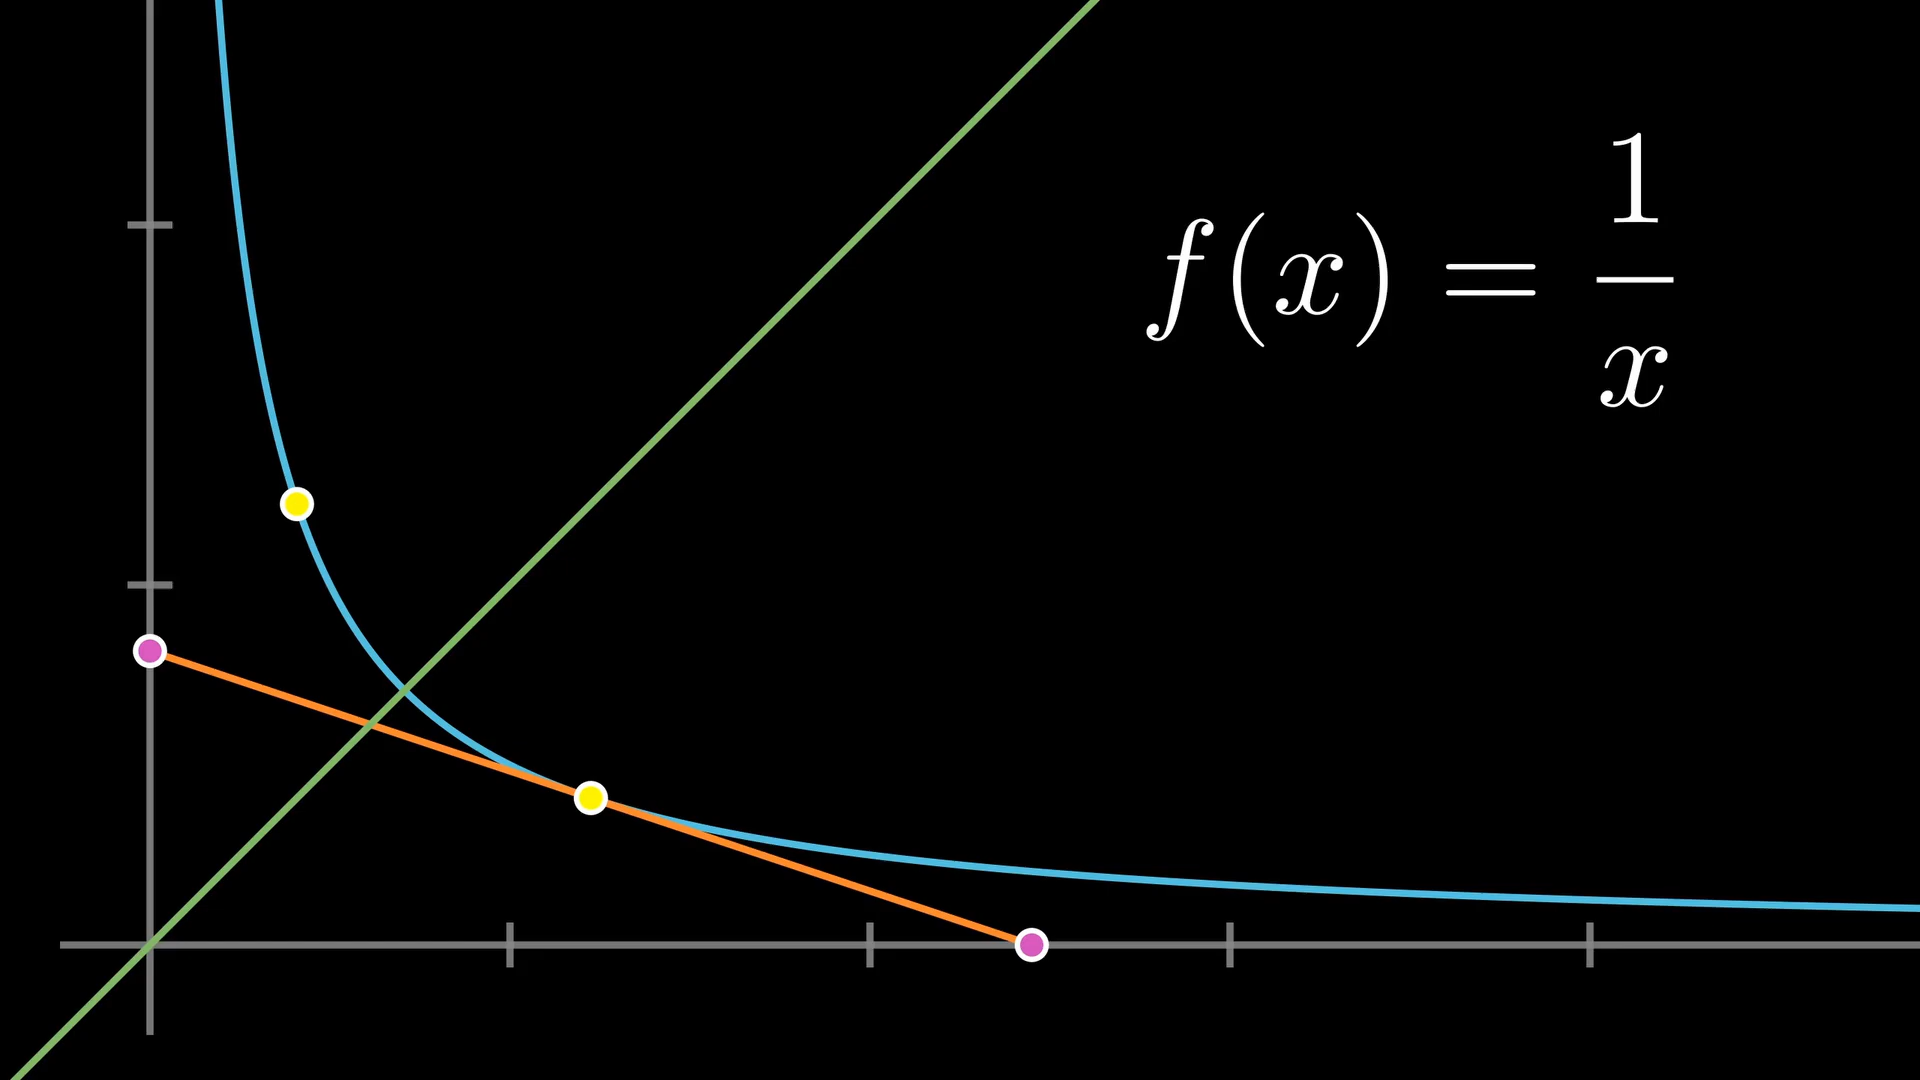 f(x) = 1/x